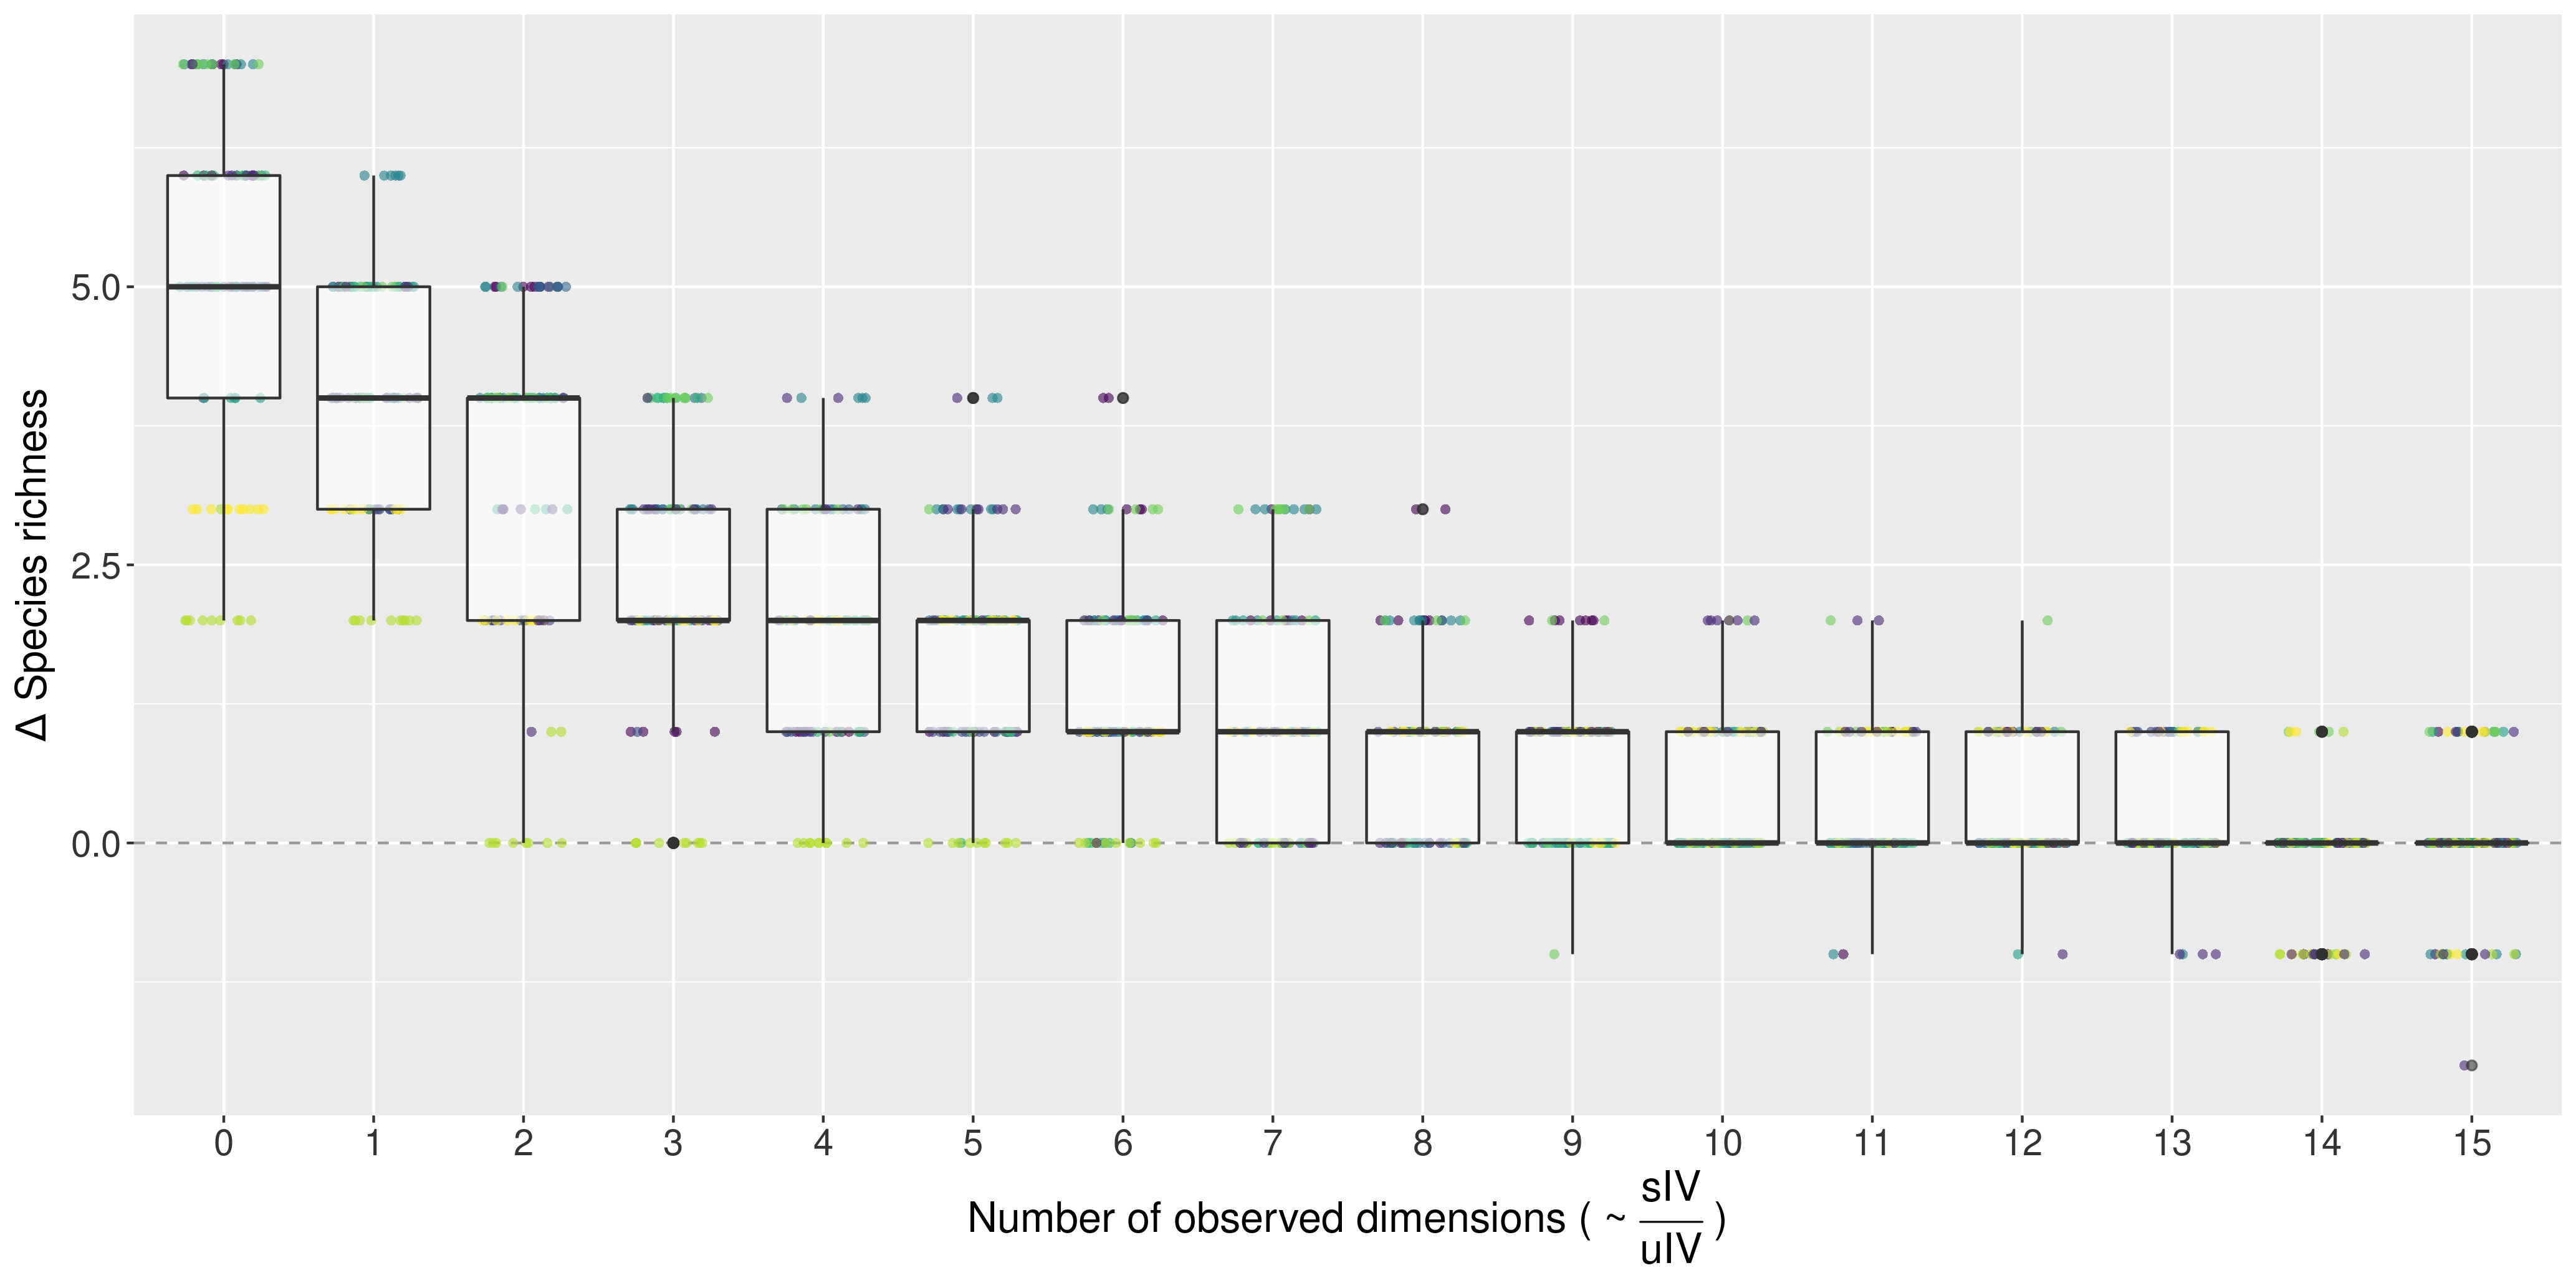 Δ Species richness
5.0
2.5
0.0
0 1 2 3 4 5 6 7 8 9 10 11 12 13 14 15
Number of observed dimensions ( ~ sIV / uIV )